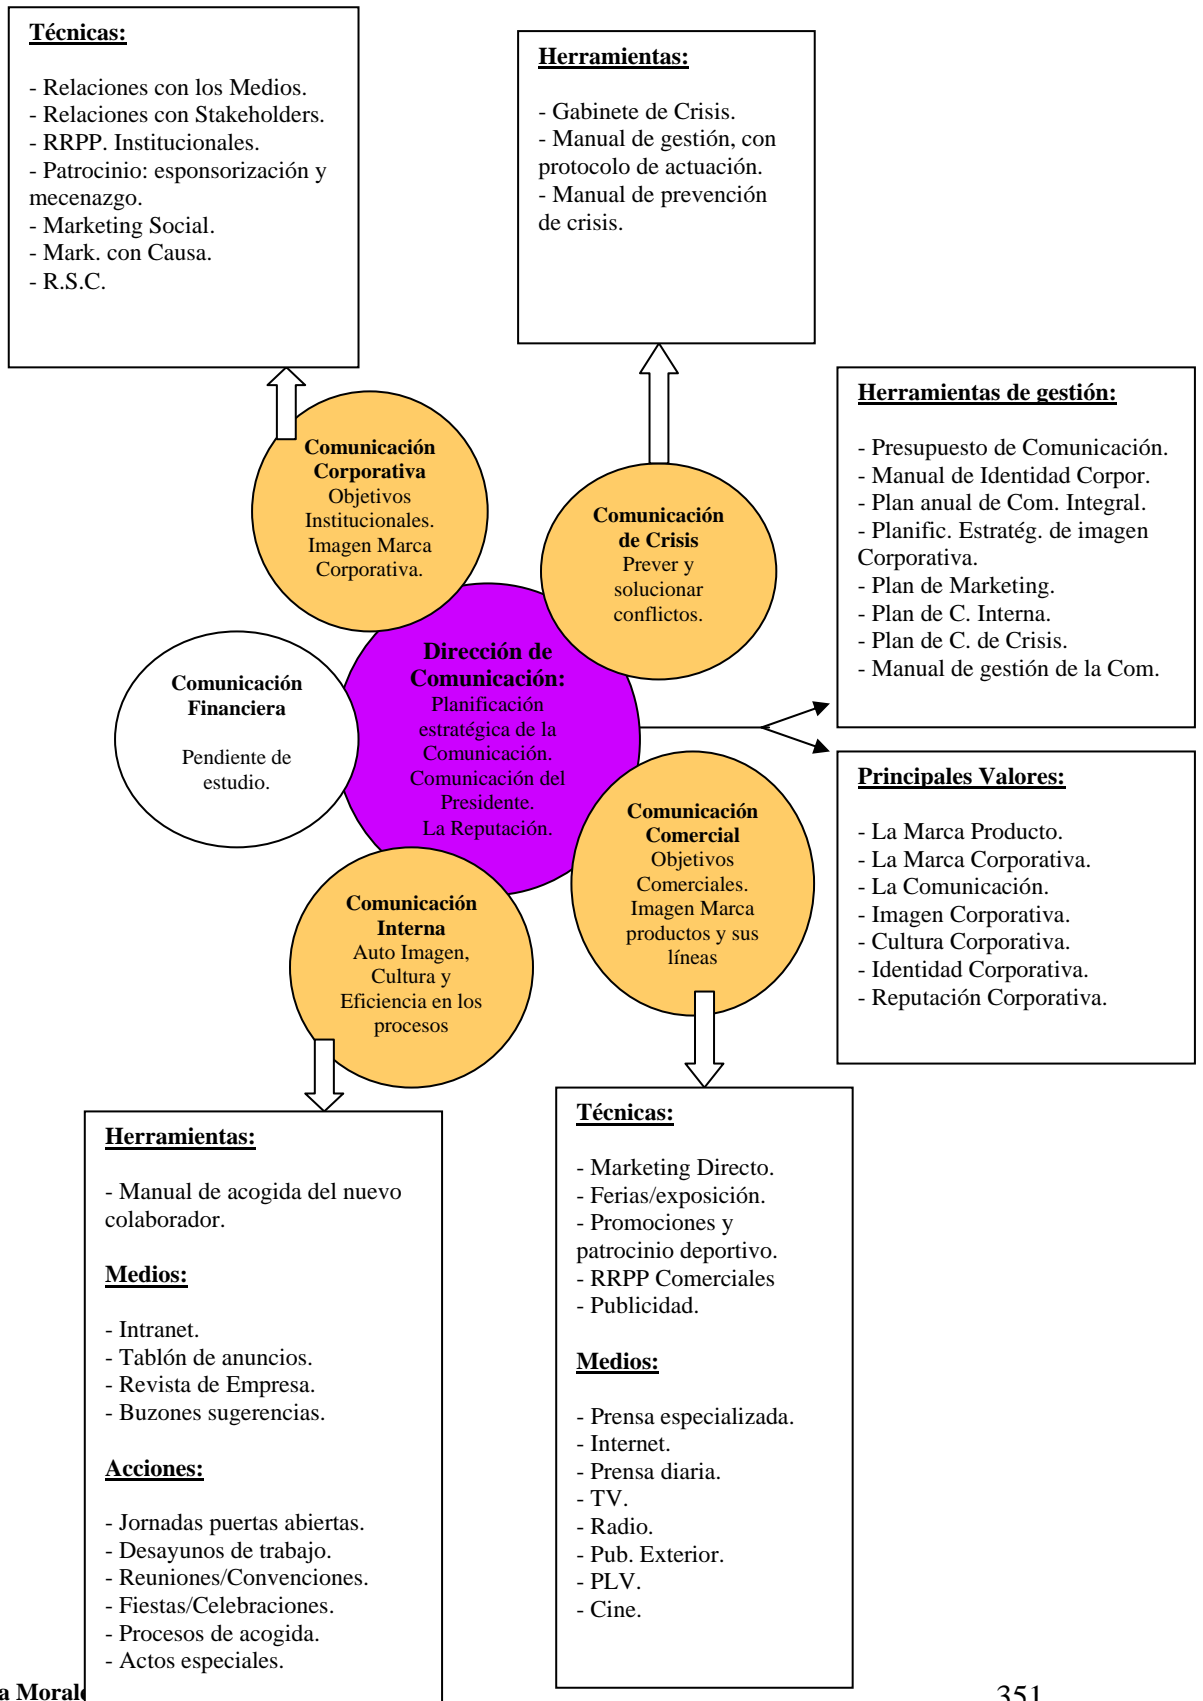 Técnicas:
- Relaciones con los Medios.
- Relaciones con Stakeholders.
- RRPP. Institucionales.
- Patrocinio: esponsorización y
mecenazgo.
- Marketing Social.
- Mark. con Causa.
- R.S.C.
Herramientas:
- Gabinete de Crisis.
- Manual de gestión, con
protocolo de actuación.
- Manual de prevención
de crisis.
Comunicación
Corporativa
Objetivos
Institucionales.
Imagen Marca
Corporativa.
Comunicación
de Crisis
Prever y
solucionar
conflictos.
Herramientas de gestión:
- Presupuesto de Comunicación.
- Manual de Identidad Corpor.
- Plan anual de Com. Integral.
- Planific. Estratég. de imagen
Corporativa.
- Plan de Marketing.
- Plan de C. Interna.
- Plan de C. de Crisis.
- Manual de gestión de la Com.
Comunicación
Financiera
Pendiente de
estudio.
Dirección de
Comunicación:
Planificación
estratégica de la
Comunicación.
Comunicación del
Presidente.
La Reputación.
Principales Valores:
- La Marca Producto.
- La Marca Corporativa.
- La Comunicación.
- Imagen Corporativa.
- Cultura Corporativa.
- Identidad Corporativa.
- Reputación Corporativa.
Comunicación
Comercial
Objetivos
Comerciales.
Imagen Marca
productos y sus
líneas
Comunicación
Interna
Auto Imagen,
Cultura y
Eficiencia en los
procesos
Herramientas:
- Manual de acogida del nuevo
colaborador.
Medios:
- Intranet.
- Tablón de anuncios.
- Revista de Empresa.
- Buzones sugerencias.
Acciones:
- Jornadas puertas abiertas.
- Desayunos de trabajo.
- Reuniones/Convenciones.
- Fiestas/Celebraciones.
- Procesos de acogida.
- Actos especiales.
Técnicas:
- Marketing Directo.
- Ferias/exposición.
- Promociones y
patrocinio deportivo.
- RRPP Comerciales
- Publicidad.
Medios:
- Prensa especializada.
- Internet.
- Prensa diaria.
- TV.
- Radio.
- Pub. Exterior.
- PLV.
- Cine.
351